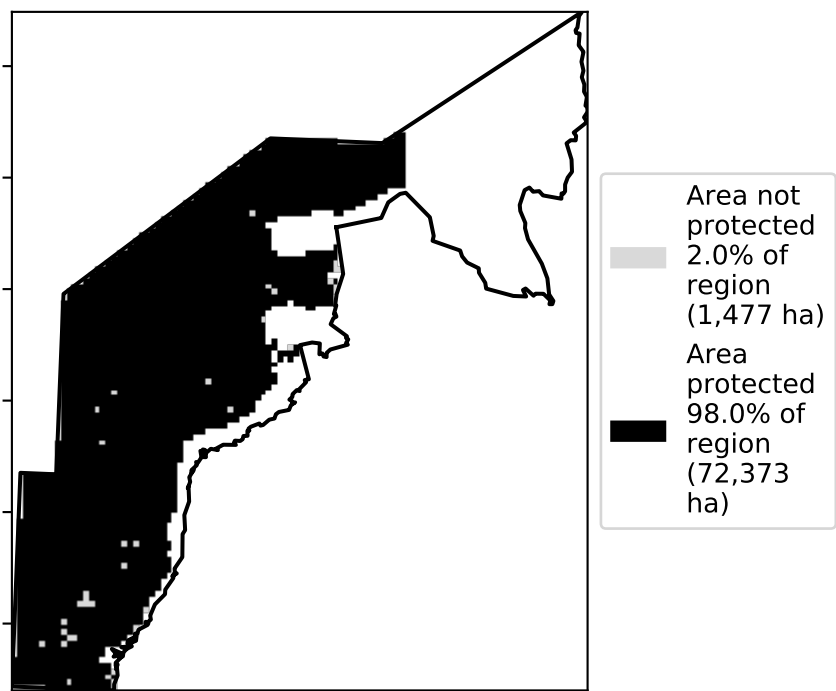 Area not
protected
2.0% of
region
(1,477 ha)
Area
protected
98.0% of
region
(72,373
ha)